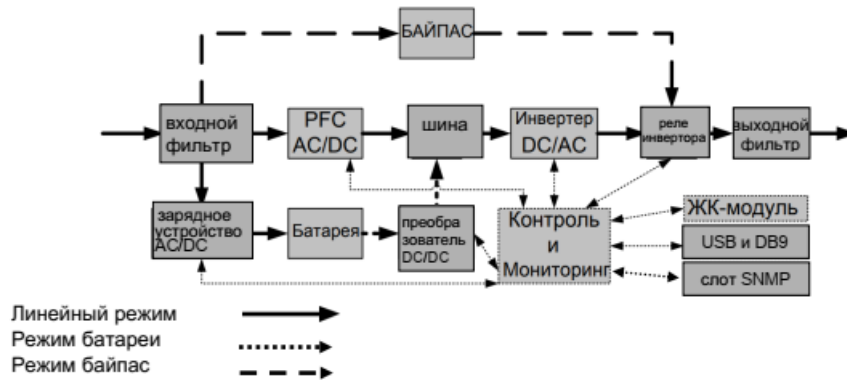 БАЙПАС
входной
фильтр
PFC
AC/DC
шина
Инвертер
DC/AC
реле
инвертора
выходной
фильтр
зарядное
устройство
AC/DC
Батарея
преобра
зователь
DC/DC
Контроль
и
Мониторинг
ЖК-модуль
USB и DB9
слот SNMP
Линейный режим
Режим батареи
Режим байпас